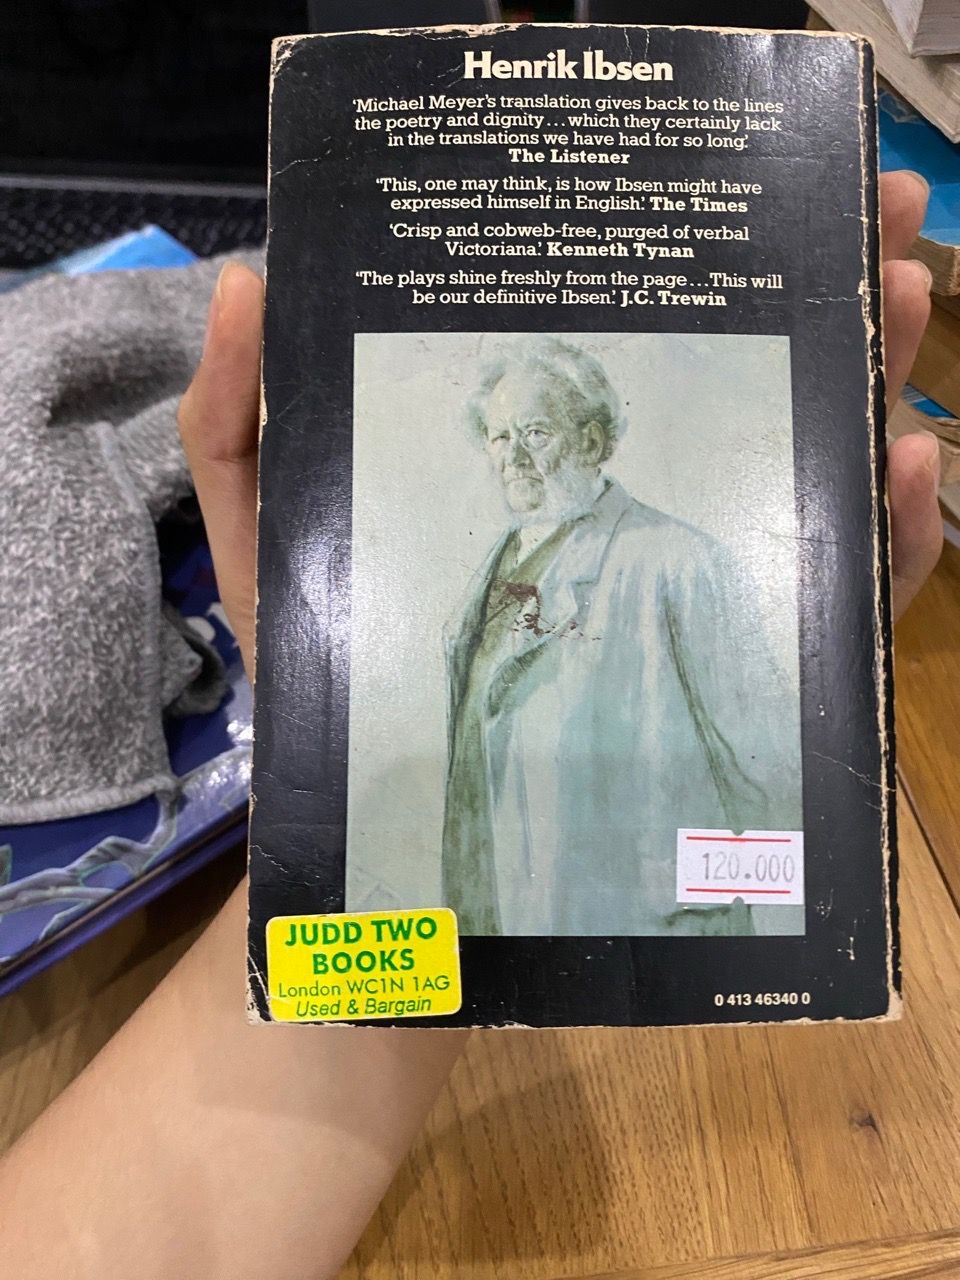 Henrik Ibsen
'Michael Meyer's translation gives back to the lines
the poetry and dignity...which they certainly lack
in the translations we have had for so long.'
The Listener
'This, one may think, is how Ibsen might have
expressed himself in English.' The Times
'Crisp and cobweb-free, purged of verbal
Victoriana.' Kenneth Tynan
'The plays shine freshly from the page...This will
be our definitive Ibsen.' J.C. Trewin
120.000
JUDD TWO
BOOKS
London WC1N 1AG
Used & Bargain
0 413 46340 0